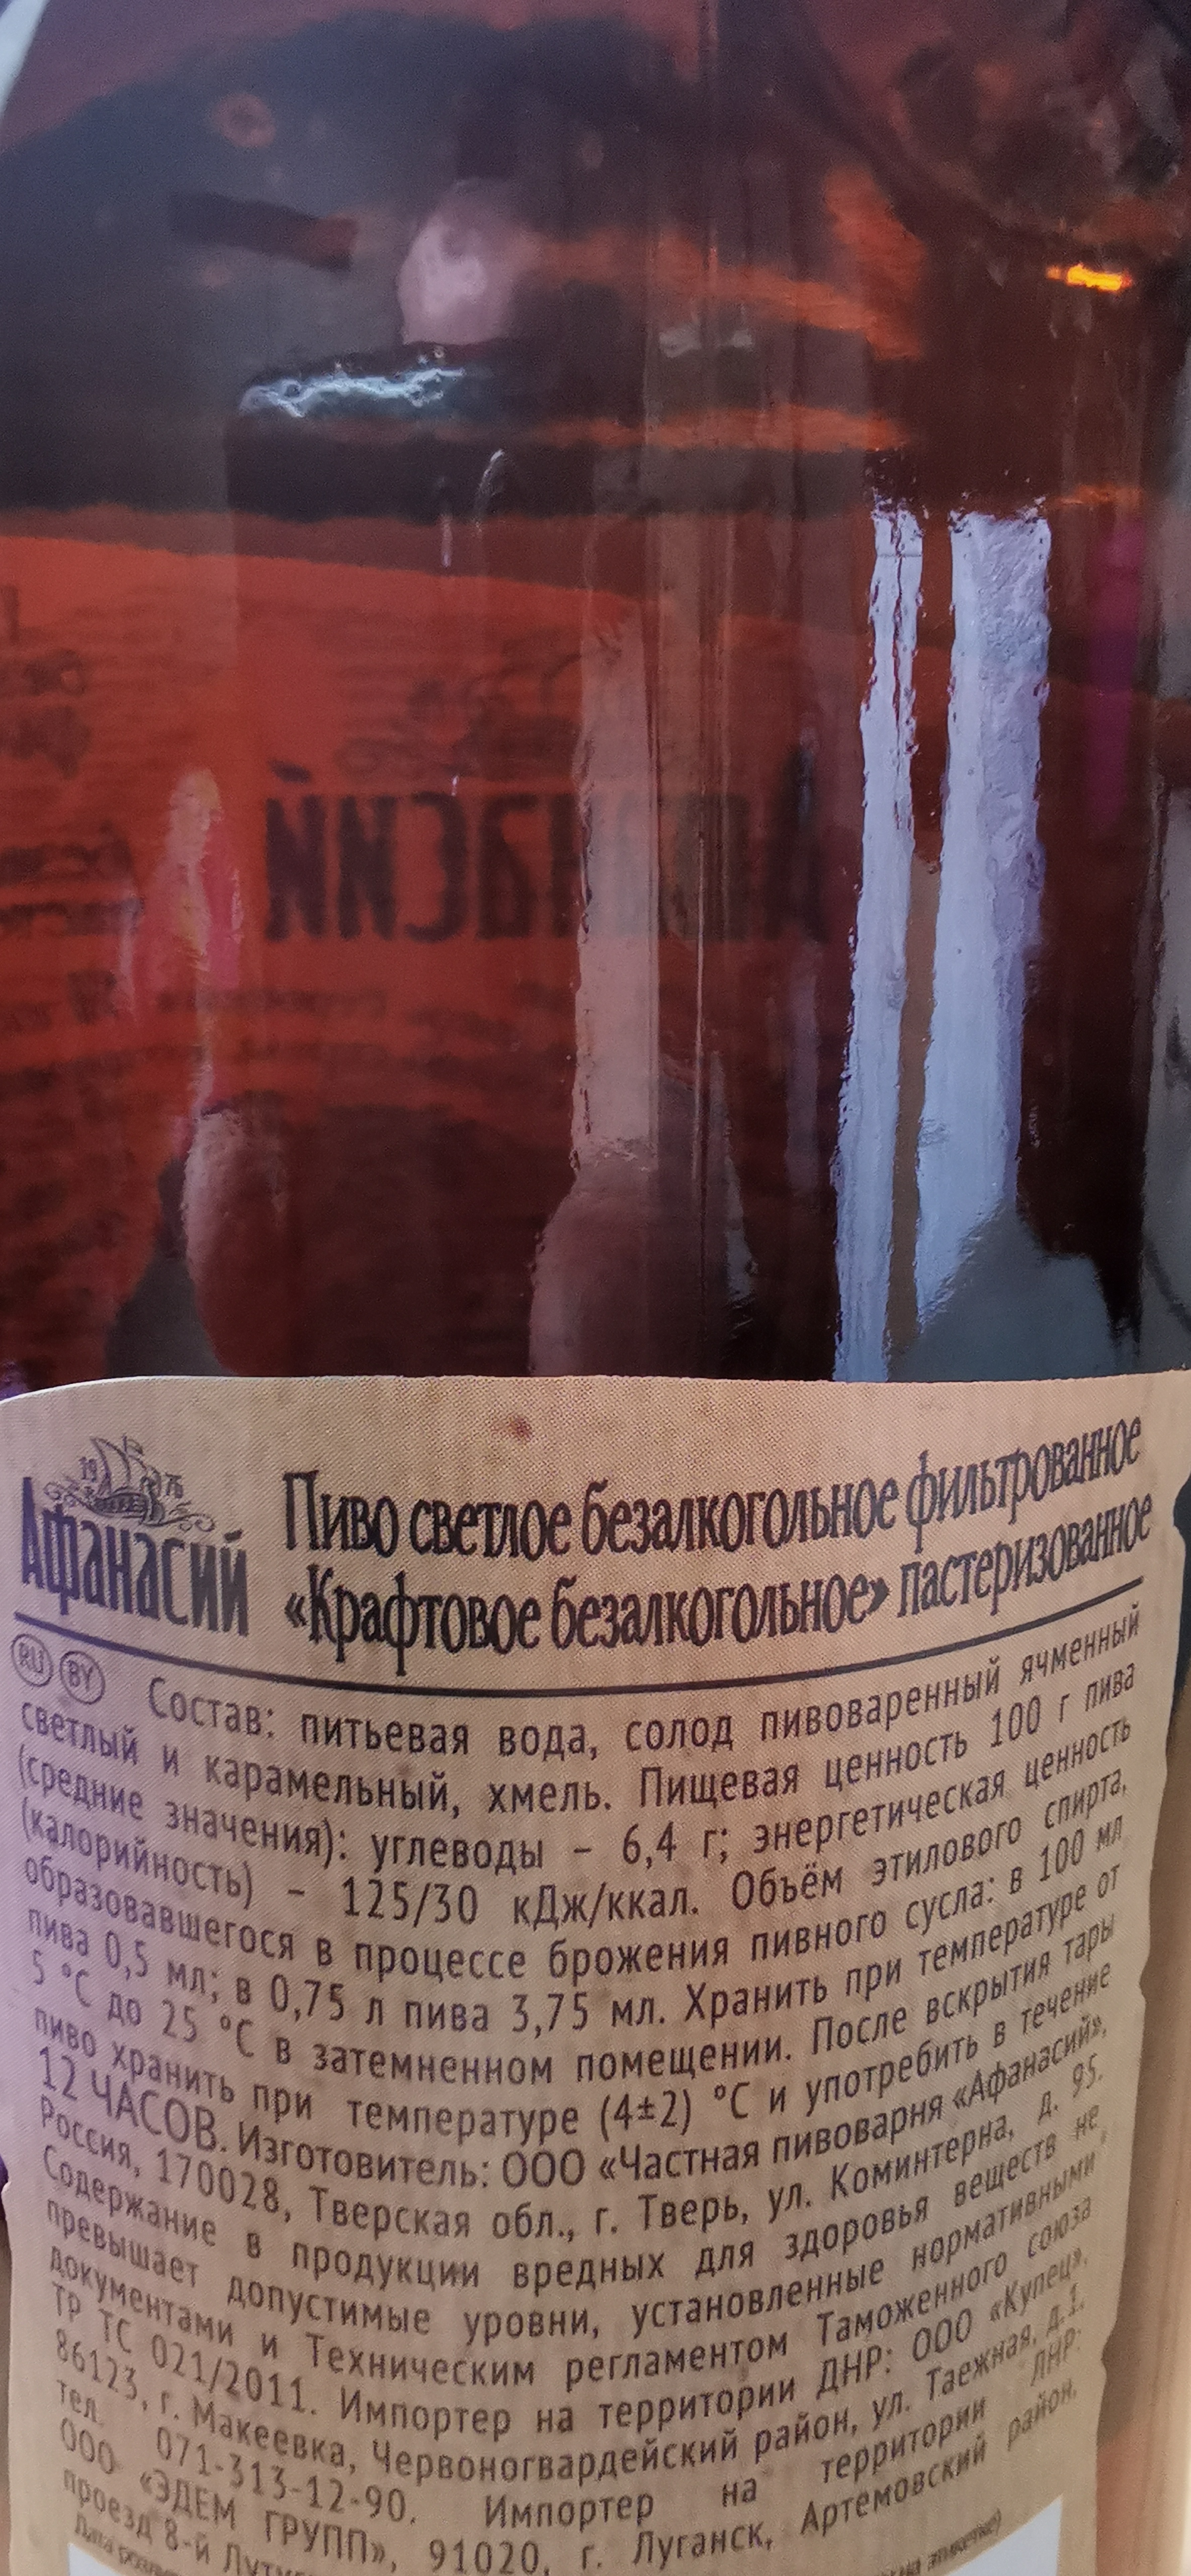 АФАНАСИЙ
19 76
Афанасий
Пиво светлое безалкогольное фильтрованное
«Крафтовое безалкогольное» пастеризованное
RU BY Состав: питьевая вода, солод пивоваренный ячменный
светлый и карамельный, хмель. Пищевая ценность 100 г пива
(средние значения): углеводы – 6,4 г; энергетическая ценность
(калорийность) – 125/30 кДж/ккал. Объём этилового спирта,
образовавшегося в процессе брожения пивного сусла: в 100 мл
пива 0,5 мл; в 0,75 л пива 3,75 мл. Хранить при температуре от
5 °С до 25 °С в затемненном помещении. После вскрытия тары
пиво хранить при температуре (4±2) °С и употребить в течение
12 ЧАСОВ. Изготовитель: ООО «Частная пивоварня «Афанасий».
Россия, 170028, Тверская обл., г. Тверь, ул. Коминтерна, д. 95.
Содержание в продукции вредных для здоровья веществ не
превышает допустимые уровни, установленные нормативными
документами и Техническим регламентом Таможенного союза
ТР ТС 021/2011. Импортер на территории ДНР: ООО «Купец»,
86123, г. Макеевка, Червоногвардейский район, ул. Таежная, д.1.
тел. 071-313-12-90. Импортер на территории ЛНР:
ООО «ЭДЕМ ГРУПП», 91020, г. Луганск, Артемовский район,
проезд 8-й
Дата